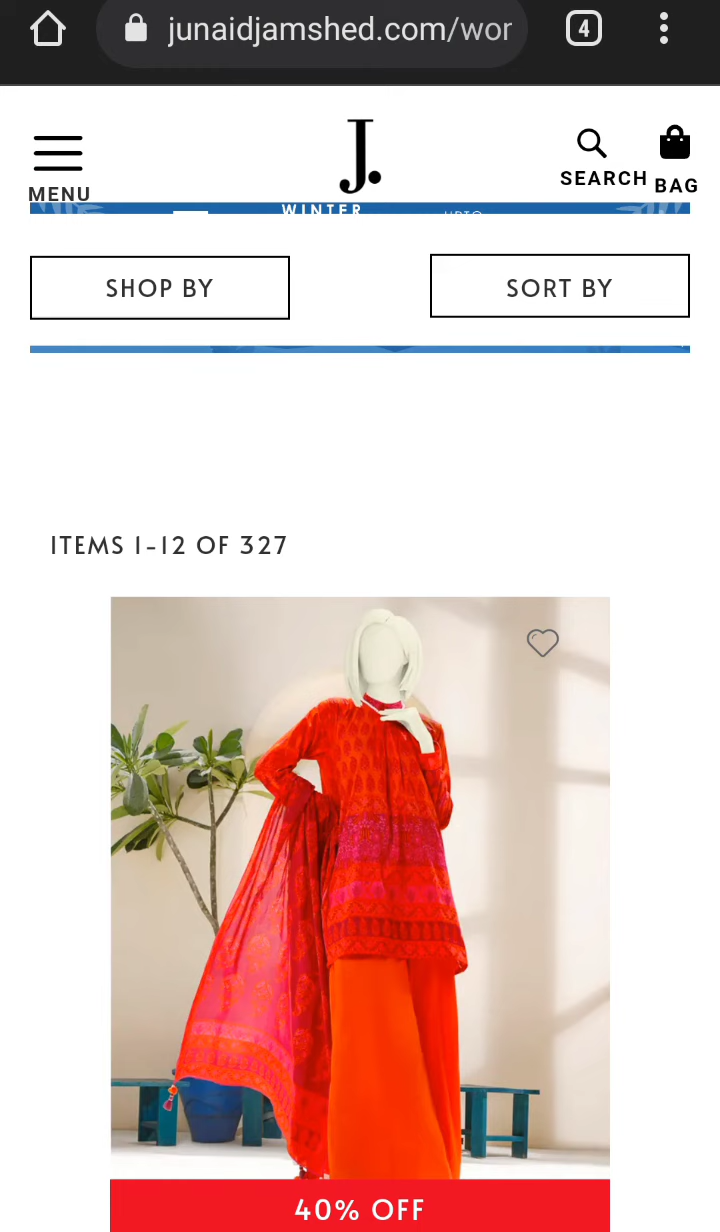 junaidjamshed.com/wor
4
J.
MENU
SEARCH
BAG
WINTER
UPTO
SHOP BY
SORT BY
ITEMS 1-12 OF 327
40% OFF